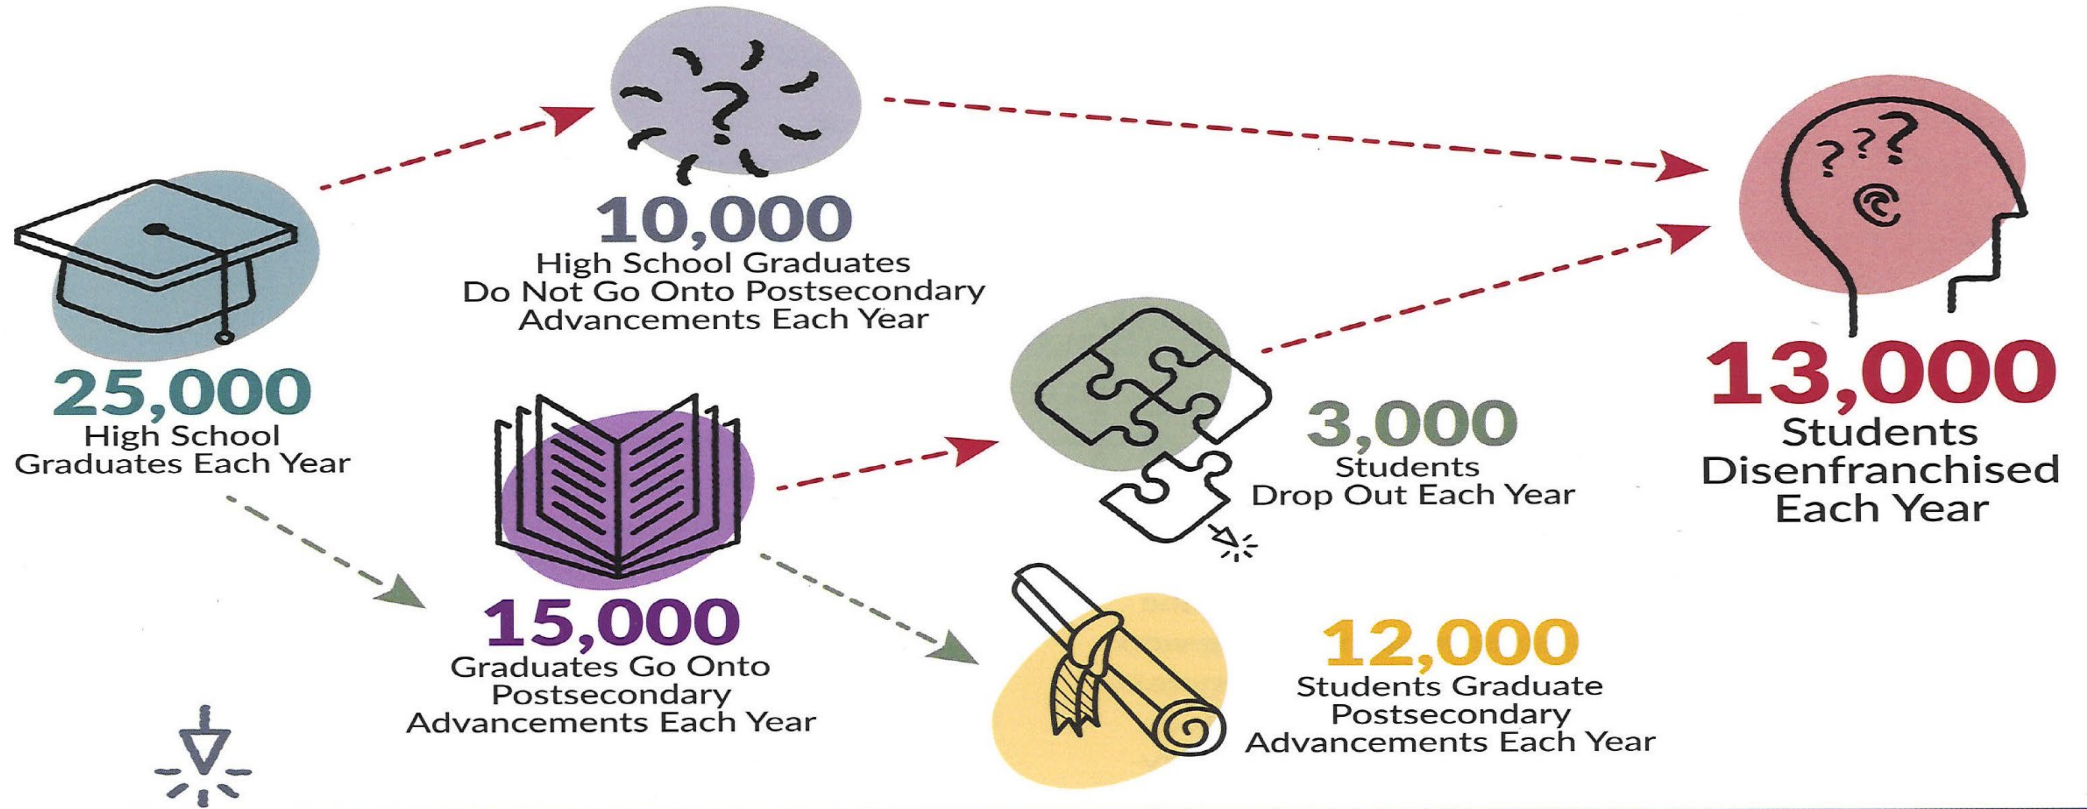 25,000
High School
Graduates Each Year
10,000
High School Graduates
Do Not Go Onto Postsecondary
Advancements Each Year
15,000
Graduates Go Onto
Postsecondary
Advancements Each Year
3,000
Students
Drop Out Each Year
12,000
Students Graduate
Postsecondary
Advancements Each Year
13,000
Students
Disenfranchised
Each Year